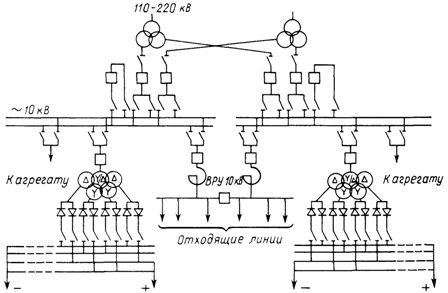 110-220 кВ
~10 кВ
К агрегату
ВРУ 10 кВ
К агрегату
Δ Y Δ
Y Y
Δ Y Δ
Y Y
Отходящие линии
− + − +